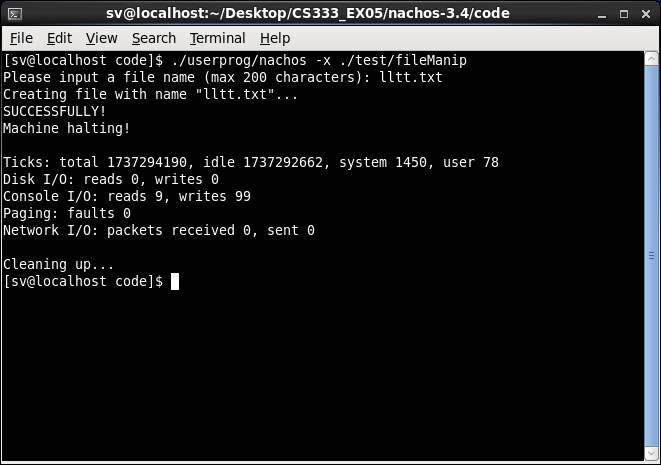 sv@localhost:~/Desktop/CS333_EX05/nachos-3.4/code
File Edit View Search Terminal Help
[sv@localhost code]$ ./userprog/nachos -x ./test/fileManip
Please input a file name (max 200 characters): lltt.txt
Creating file with name "lltt.txt"...
SUCCESSFULLY!
Machine halting!
Ticks: total 1737294190, idle 1737292662, system 1450, user 78
Disk I/O: reads 0, writes 0
Console I/O: reads 9, writes 99
Paging: faults 0
Network I/O: packets received 0, sent 0
Cleaning up...
[sv@localhost code]$